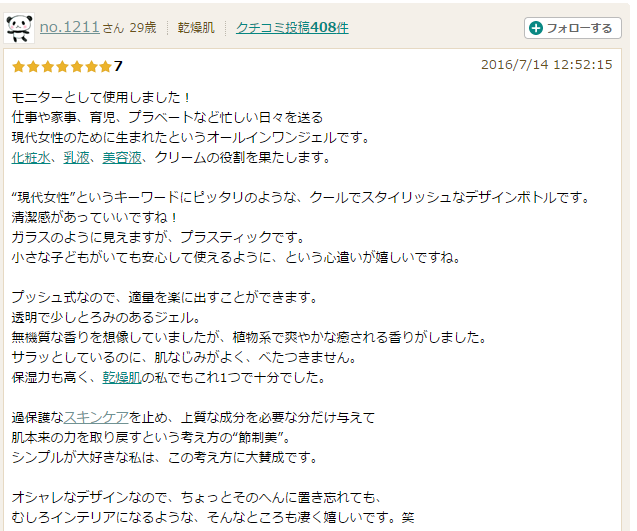 no.1211さん 29歳 乾燥肌 クチコミ投稿408件 フォローする
7 2016/7/14 12:52:15
モニターとして使用しました！
仕事や家事、育児、プラベートなど忙しい日々を送る
現代女性のために生まれたというオールインワンジェルです。
化粧水、乳液、美容液、クリームの役割を果たします。
“現代女性”というキーワードにピッタリのような、クールでスタイリッシュなデザインボトルです。
清潔感があっていいですね！
ガラスのように見えますが、プラスティックです。
小さな子どもがいても安心して使えるように、という心遣いが嬉しいですね。
プッシュ式なので、適量を楽に出すことができます。
透明で少しとろみのあるジェル。
無機質な香りを想像していましたが、植物系で爽やかな癒される香りがしました。
サラッとしているのに、肌なじみがよく、べたつきません。
保湿力も高く、乾燥肌の私でもこれ1つで十分でした。
過保護なスキンケアを止め、上質な成分を必要な分だけ与えて
肌本来の力を取り戻すという考え方の“節制美”。
シンプルが大好きな私は、この考え方に大賛成です。
オシャレなデザインなので、ちょっとそのへんに置き忘れても、
むしろインテリアになるような、そんなところも凄く嬉しいです。笑